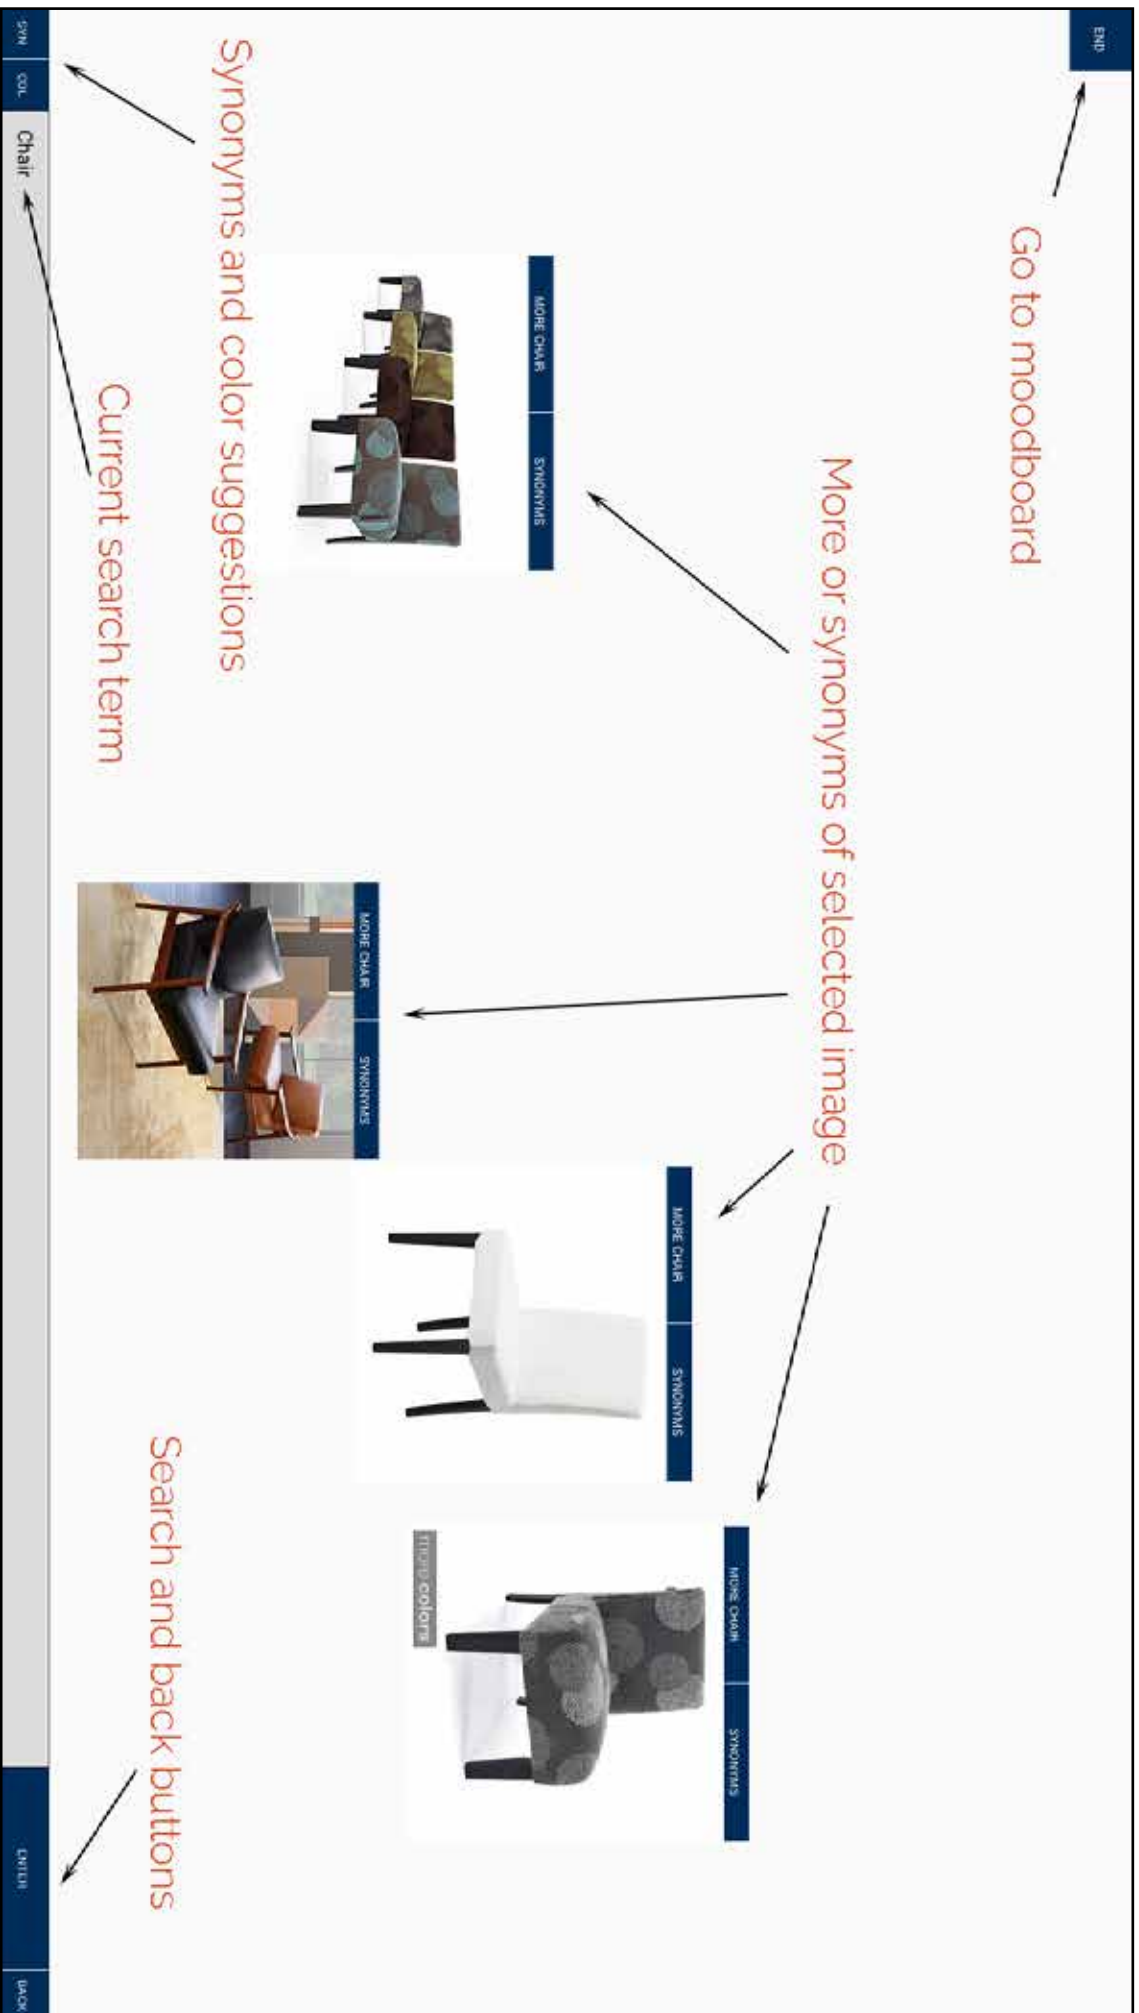 END
Go to moodboard
More or synonyms of selected image
MORE CHAIR
SYNONYMS
MORE CHAIR
SYNONYMS
MORE CHAIR
SYNONYMS
MORE CHAIR
SYNONYMS
more colors
Synonyms and color suggestions
Current search term
Search and back buttons
SYN
COL
Chair
ENTER
BACK